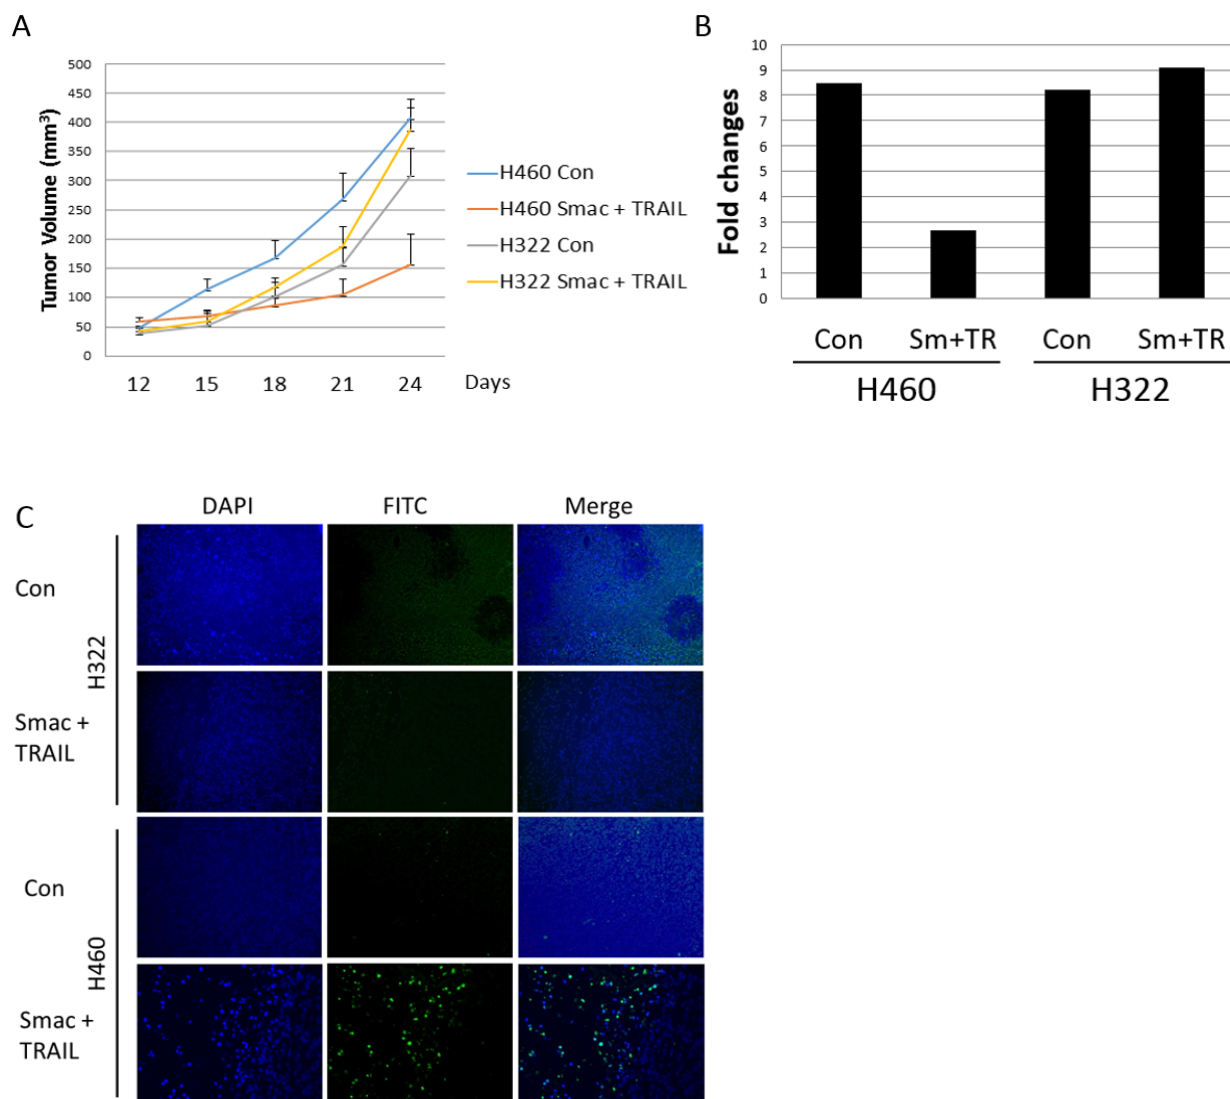 A
Tumor Volume (mm³)
500
450
400
350
300
250
200
150
100
50
0
12 15 18 21 24 Days
H460 Con
H460 Smac + TRAIL
H322 Con
H322 Smac + TRAIL
B
Fold changes
10
9
8
7
6
5
4
3
2
1
0
Con Sm+TR Con Sm+TR
H460 H322
C
DAPI FITC Merge
H322
Con
Smac +
TRAIL
H460
Con
Smac +
TRAIL